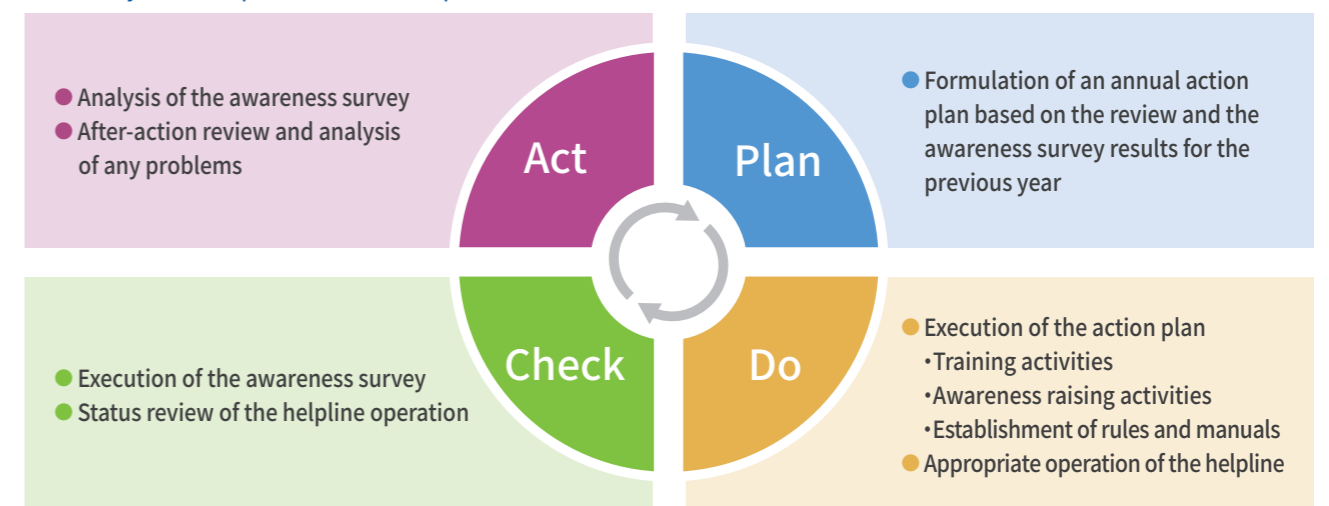 ● Analysis of the awareness survey
● After-action review and analysis
of any problems
Act
Plan
● Formulation of an annual action
plan based on the review and the
awareness survey results for the
previous year
● Execution of the awareness survey
● Status review of the helpline operation
Check
Do
● Execution of the action plan
・Training activities
・Awareness raising activities
・Establishment of rules and manuals
● Appropriate operation of the helpline